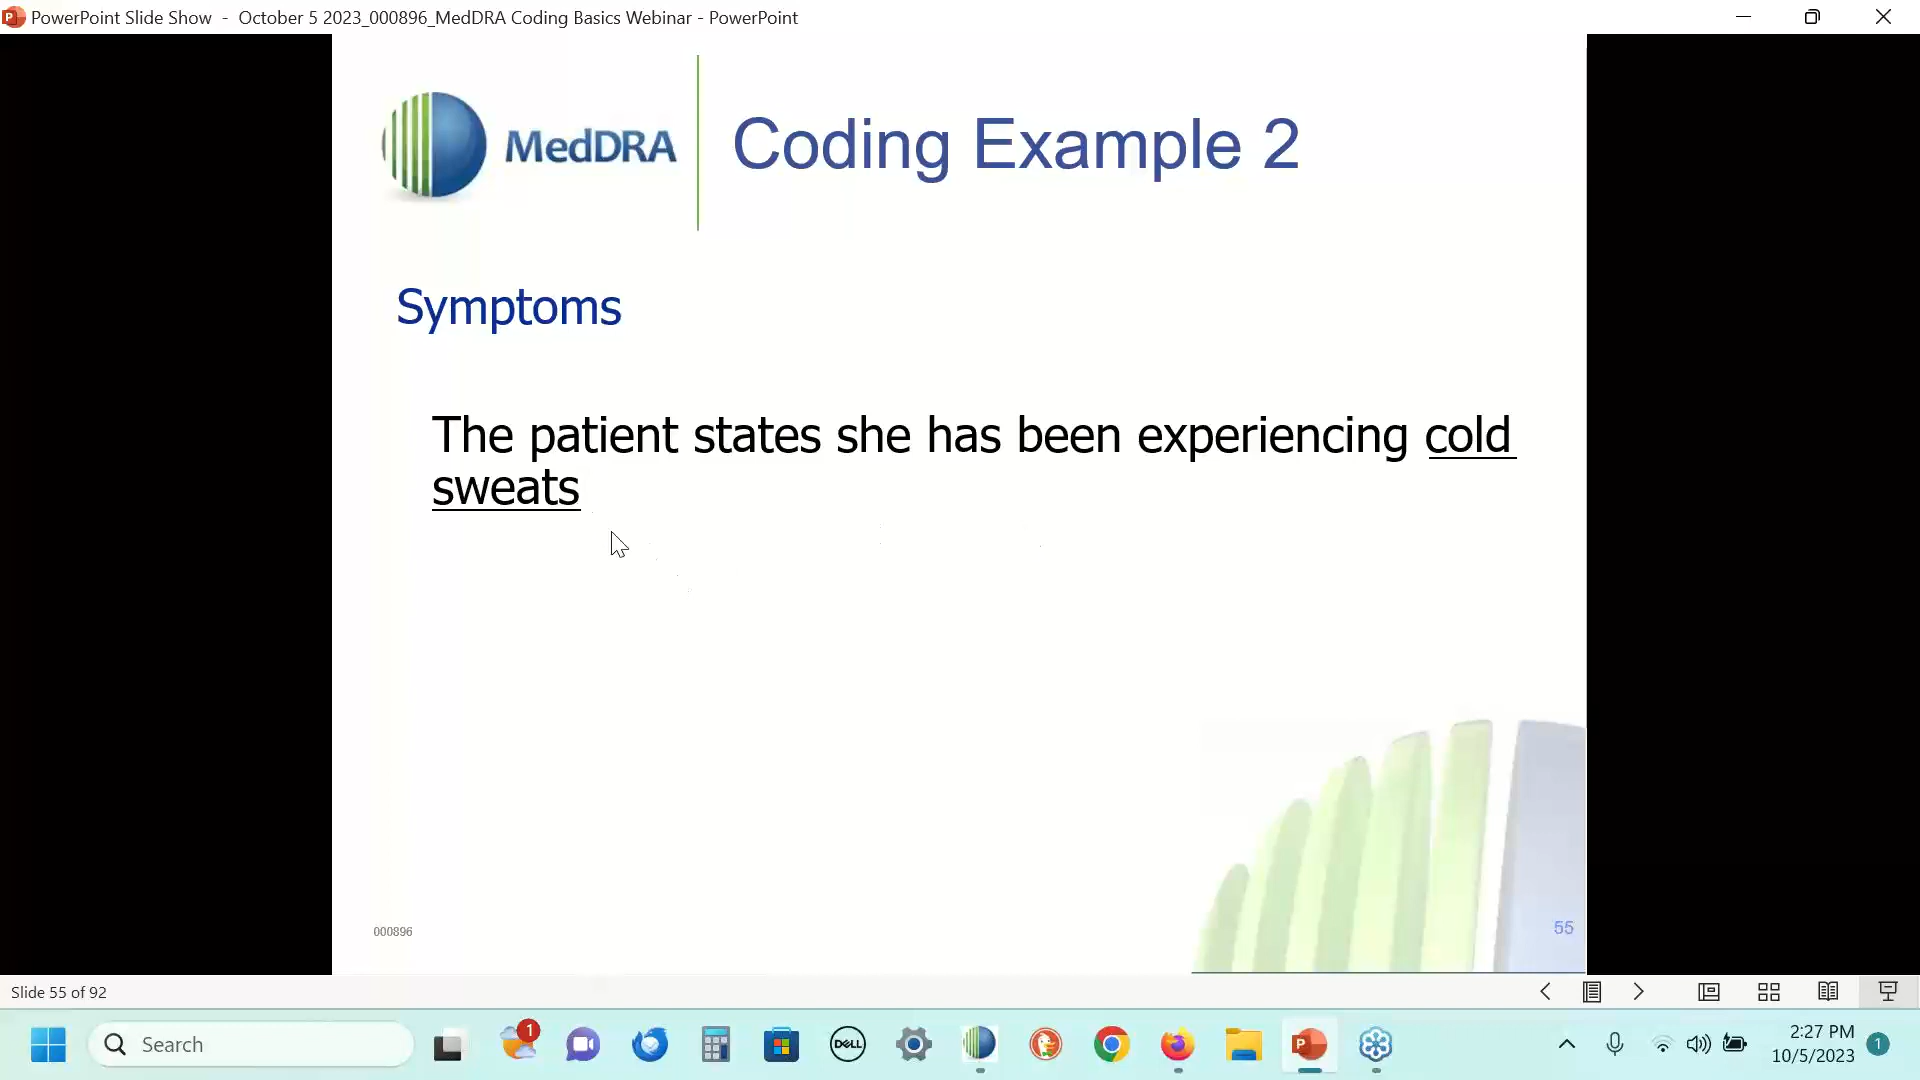 PowerPoint Slide Show - October 5 2023_000896_MedDRA Coding Basics Webinar - PowerPoint
MedDRA
Coding Example 2
Symptoms
The patient states she has been experiencing cold
sweats
000896
55
Slide 55 of 92
Search
1
DELL
2:27 PM
10/5/2023
1